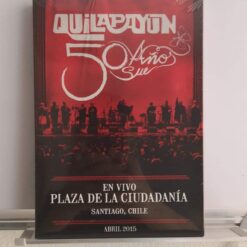 QUILAPAYÚN
50 Años
EN VIVO
PLAZA DE LA CIUDADANÍA
SANTIAGO, CHILE
ABRIL 2015